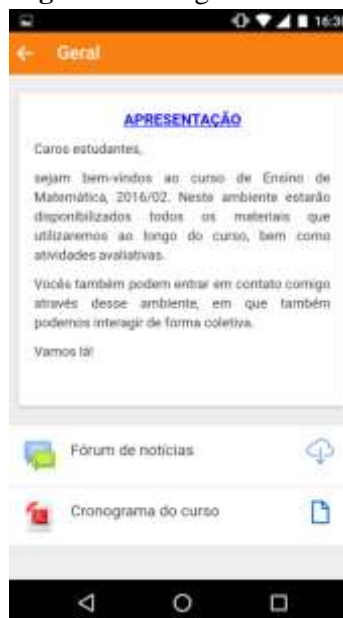 16:30
Geral
APRESENTAÇÃO
Caros estudantes,
sejam bem-vindos ao curso de Ensino de
Matemática, 2016/02. Neste ambiente estarão
disponibilizados todos os materiais que
utilizaremos ao longo do curso, bem como
atividades avaliativas.
Vocês também podem entrar em contato comigo
através desse ambiente, em que também
podemos interagir de forma coletiva.
Vamos lá!
Fórum de notícias
Cronograma do curso